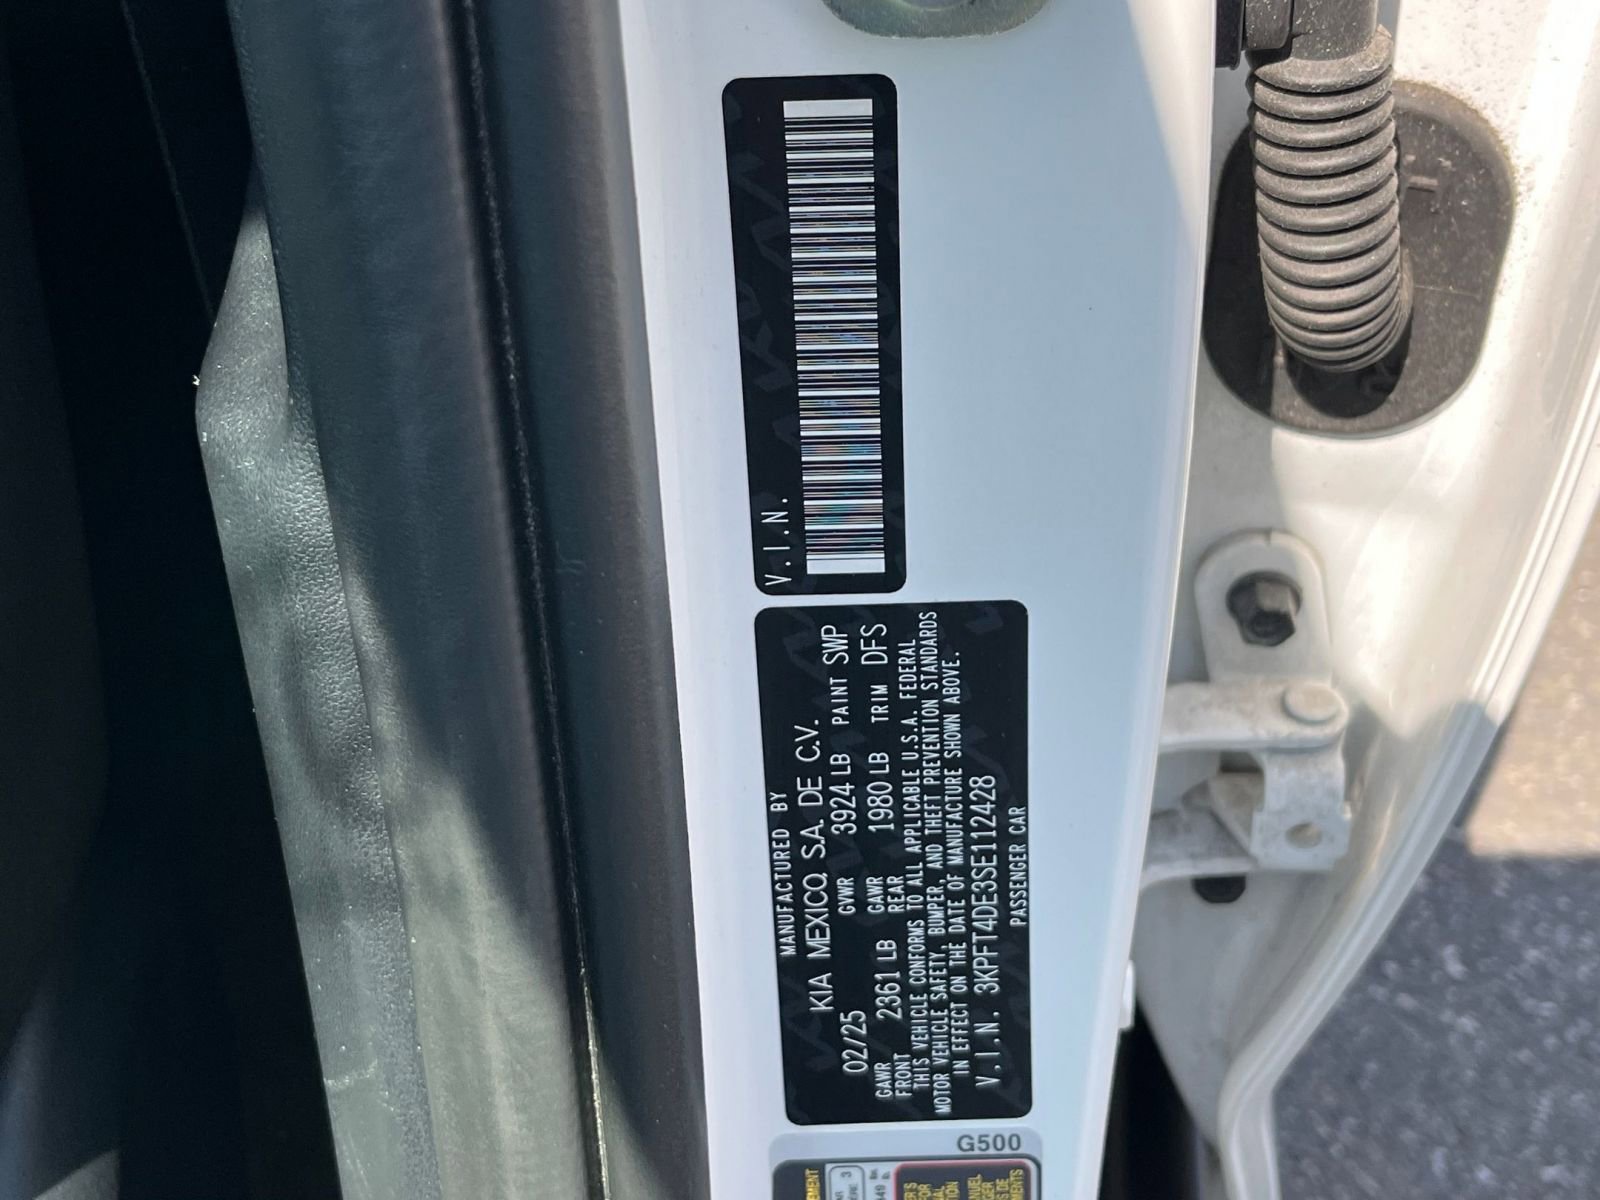 V.I.N.
MANUFACTURED BY
KIA MEXICO, S.A. DE C.V.
02/25 GVWR 3924 LB PAINT SWP
GAWR FRONT 2361 LB GAWR REAR 1980 LB TRIM DFS
THIS VEHICLE CONFORMS TO ALL APPLICABLE U.S.A. FEDERAL
MOTOR VEHICLE SAFETY, BUMPER, AND THEFT PREVENTION STANDARDS
IN EFFECT ON THE DATE OF MANUFACTURE SHOWN ABOVE.
V.I.N. 3KPFT4DE3SE112428
PASSENGER CAR
G500
3